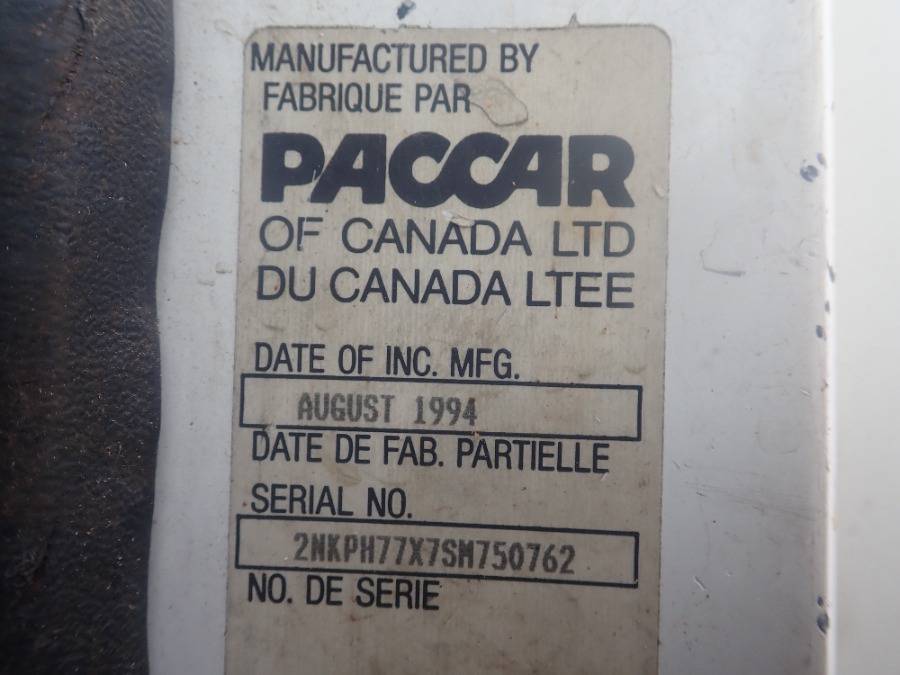 MANUFACTURED BY
FABRIQUE PAR
PACCAR
OF CANADA LTD
DU CANADA LTEE
DATE OF INC. MFG.
AUGUST 1994
DATE DE FAB. PARTIELLE
SERIAL NO.
2NKPH77X7SM750762
NO. DE SERIE